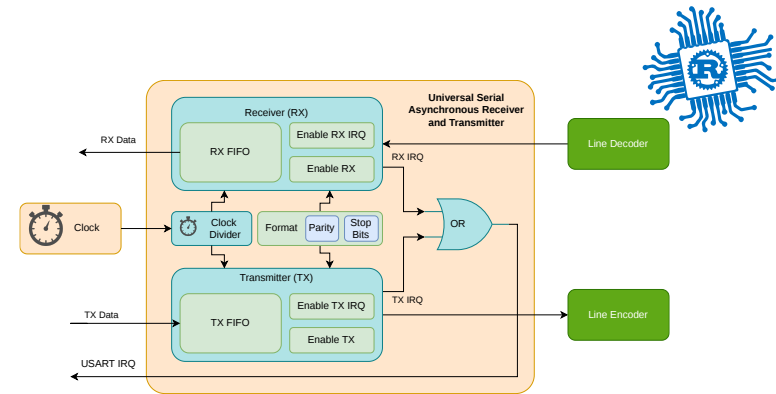 Universal Serial
Asynchronous Receiver
and Transmitter
R
Receiver (RX)
RX FIFO
Enable RX IRQ
Enable RX
RX Data
RX IRQ
Line Decoder
Clock
Clock
Divider
Format
Parity
Stop
Bits
OR
Transmitter (TX)
TX FIFO
Enable TX IRQ
Enable TX
TX IRQ
TX Data
Line Encoder
USART IRQ